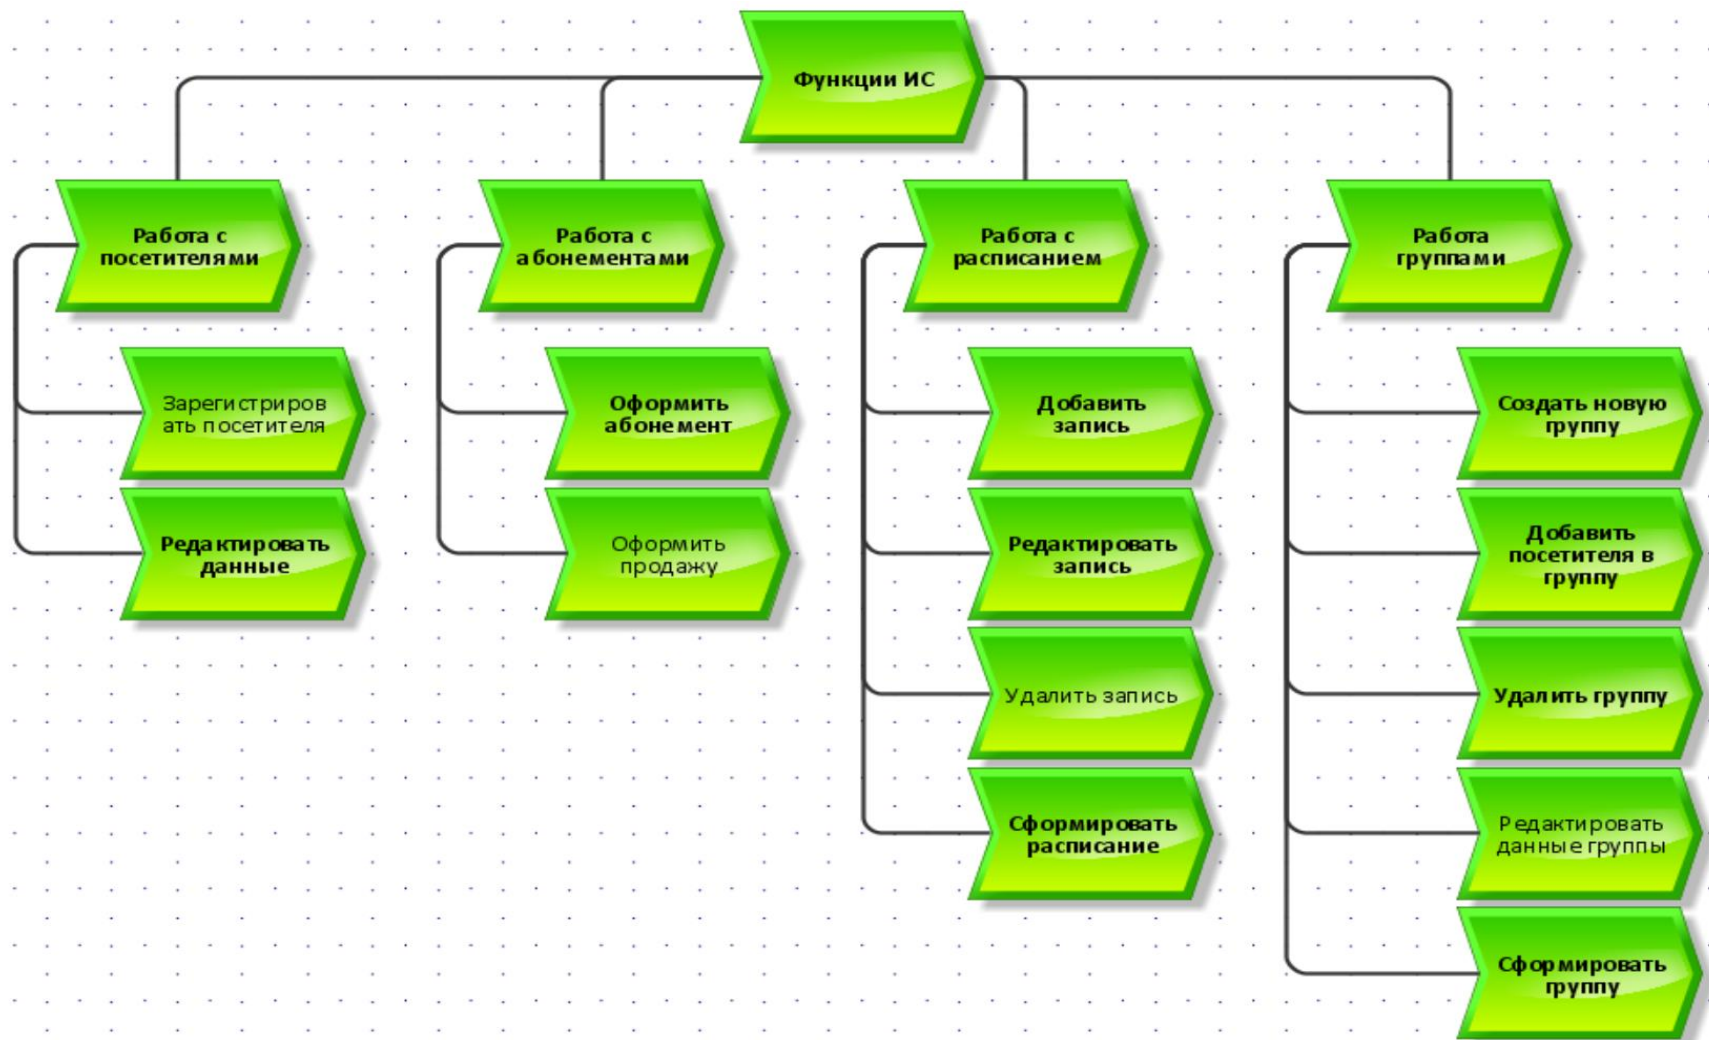 Функции ИС
Работа с
посетителями
Работа с
абонементами
Работа с
расписанием
Работа
группами
Зарегистриров
ать посетителя
Оформить
абонемент
Добавить
запись
Создать новую
группу
Редактировать
данные
Оформить
продажу
Редактировать
запись
Добавить
посетителя в
группу
Удалить запись
Удалить группу
Сформировать
расписание
Редактировать
данные группы
Сформировать
группу